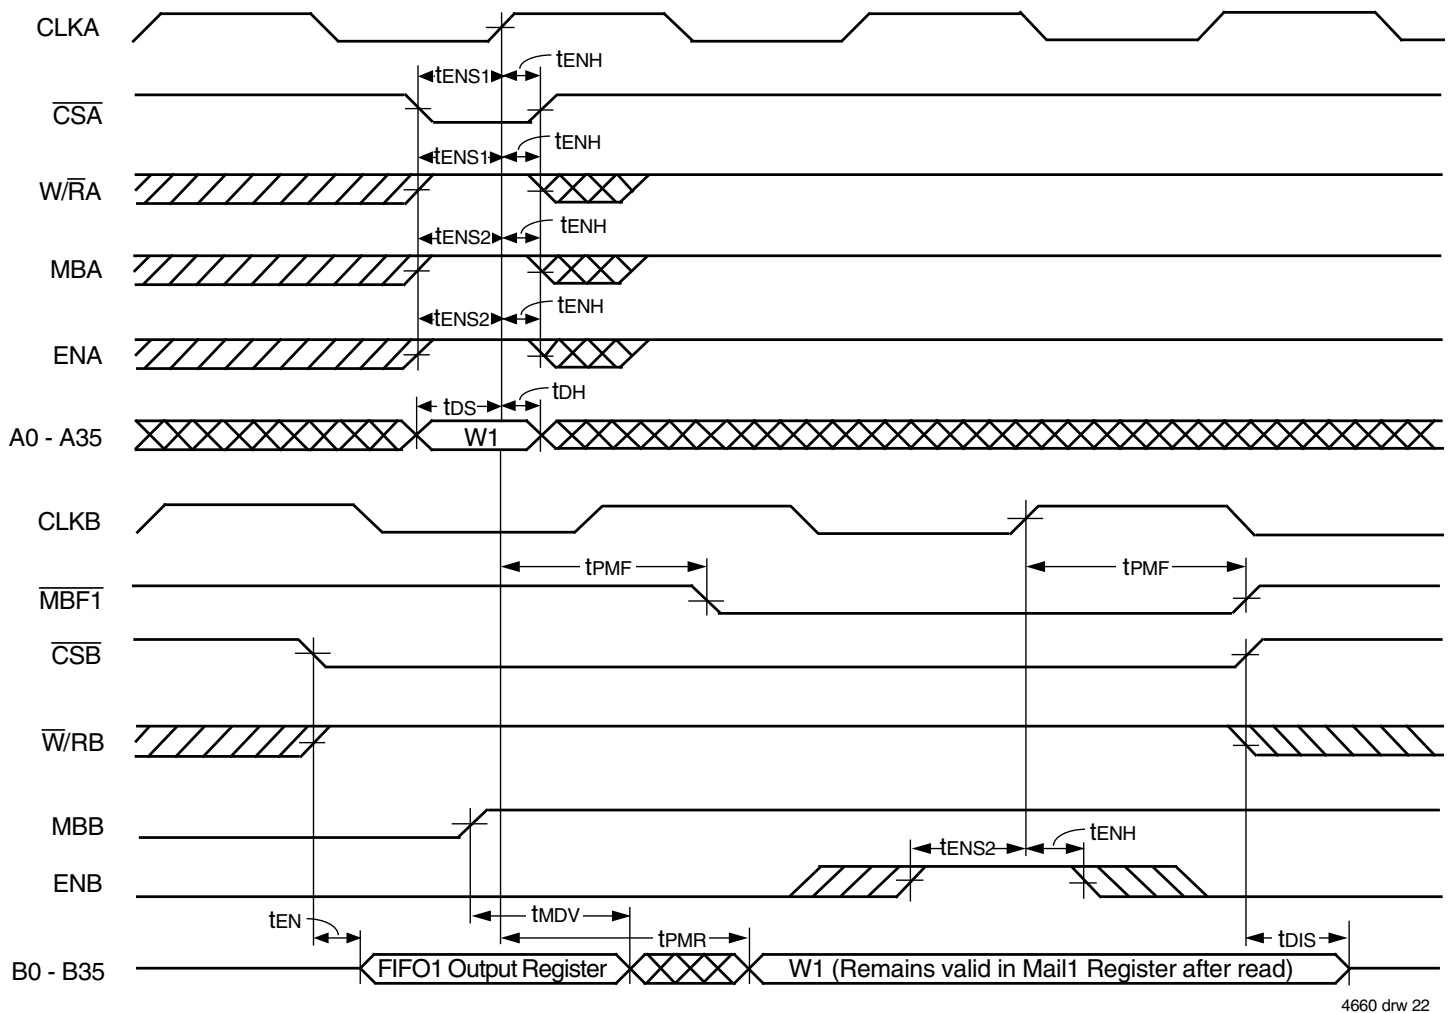 CLKA
tENH
tENS1
CSA
tENH
tENS1
W/RA
tENH
tENS2
MBA
tENH
tENS2
ENA
tDS
tDH
A0 - A35
W1
CLKB
tPMF
tPMF
MBF1
CSB
W/RB
MBB
tENS2
tENH
ENB
tEN
tMDV
tPMR
tDIS
B0 - B35
FIFO1 Output Register
W1 (Remains valid in Mail1 Register after read)
4660 drw 22